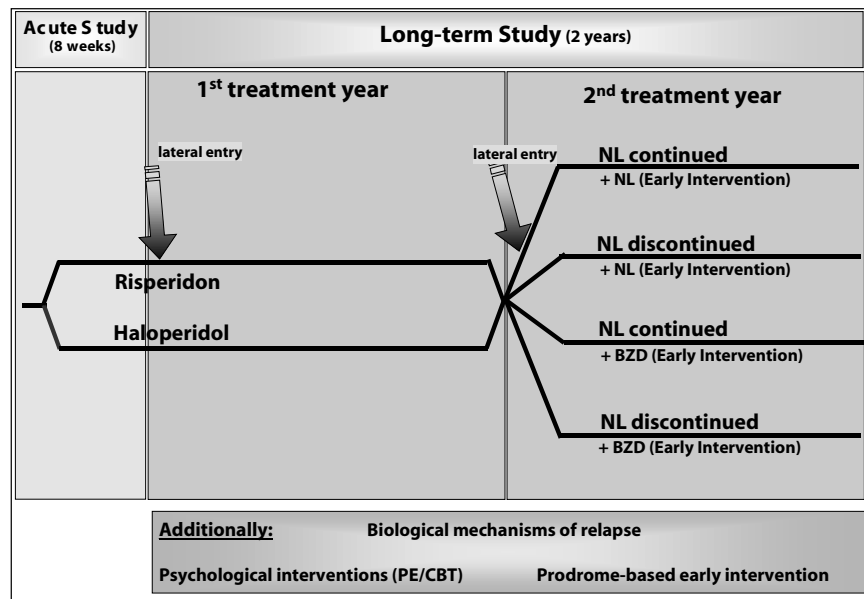 Acute S tudy
(8 weeks)
Long-term Study (2 years)
1st treatment year
2nd treatment year
lateral entry
lateral entry
NL continued
+ NL (Early Intervention)
NL discontinued
+ NL (Early Intervention)
Risperidon
Haloperidol
NL continued
+ BZD (Early Intervention)
NL discontinued
+ BZD (Early Intervention)
Additionally: Biological mechanisms of relapse
Psychological interventions (PE/CBT) Prodrome-based early intervention